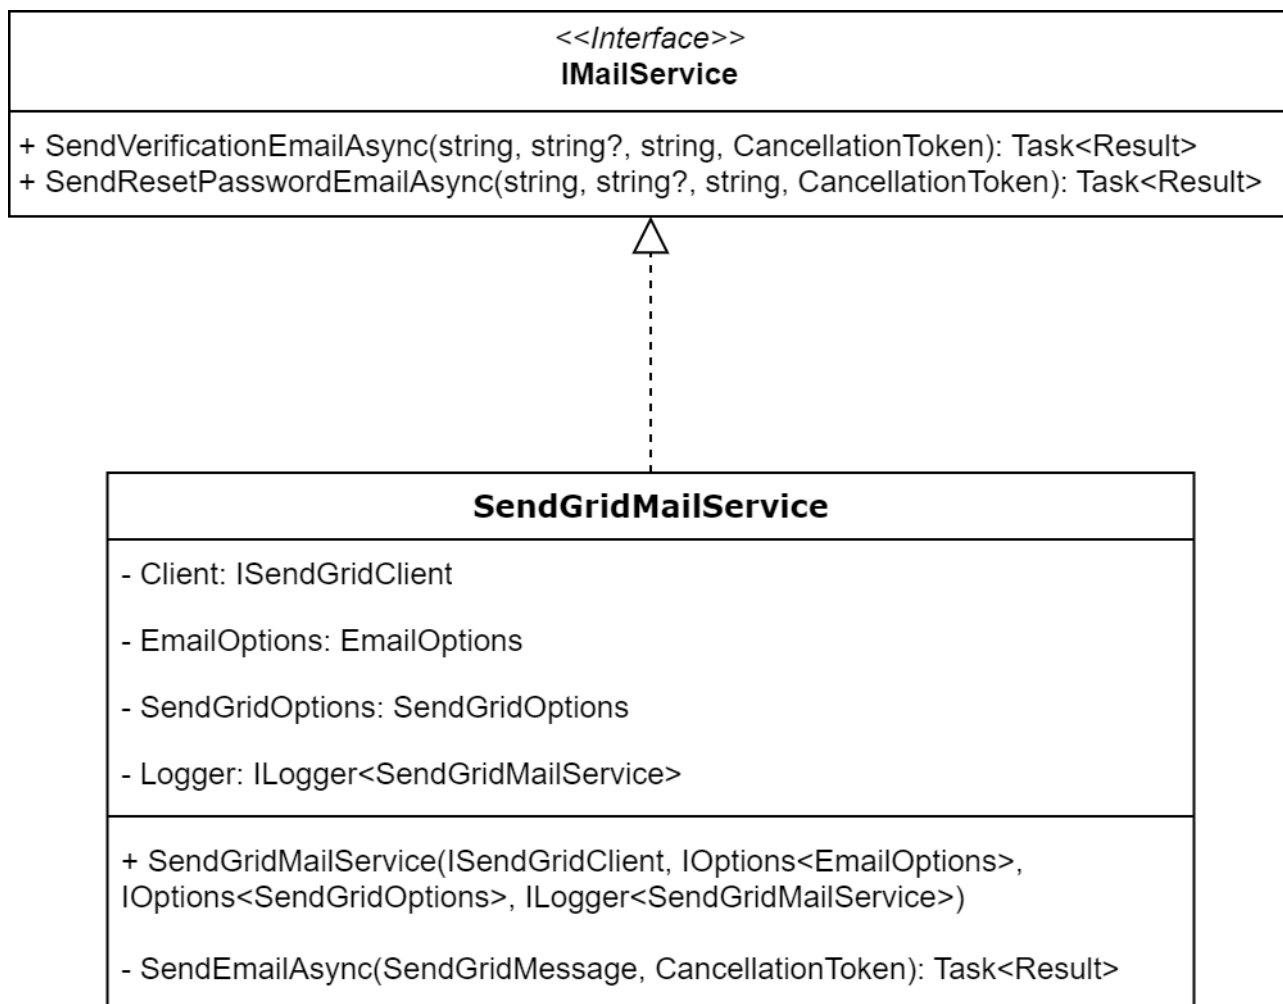 <<Interface>>
IMailService
+ SendVerificationEmailAsync(string, string?, string, CancellationToken): Task<Result>
+ SendResetPasswordEmailAsync(string, string?, string, CancellationToken): Task<Result>
SendGridMailService
- Client: ISendGridClient
- EmailOptions: EmailOptions
- SendGridOptions: SendGridOptions
- Logger: ILogger<SendGridMailService>
+ SendGridMailService(ISendGridClient, IOptions<EmailOptions>,
IOptions<SendGridOptions>, ILogger<SendGridMailService>)
- SendEmailAsync(SendGridMessage, CancellationToken): Task<Result>